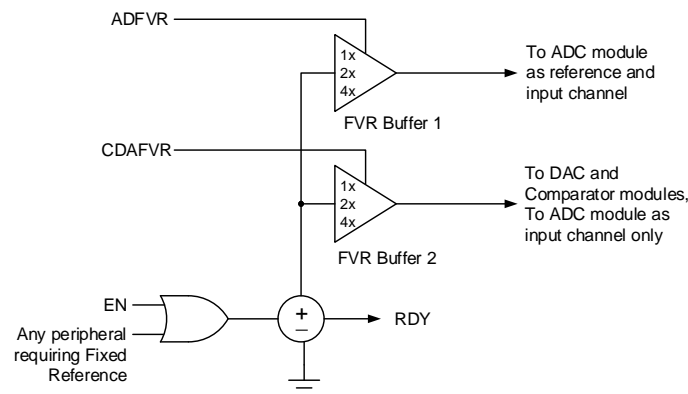 ADFVR
1x
2x
4x
FVR Buffer 1
To ADC module
as reference and
input channel
CDAFVR
1x
2x
4x
FVR Buffer 2
To DAC and
Comparator modules,
To ADC module as
input channel only
EN
Any peripheral
requiring Fixed
Reference
+
–
RDY